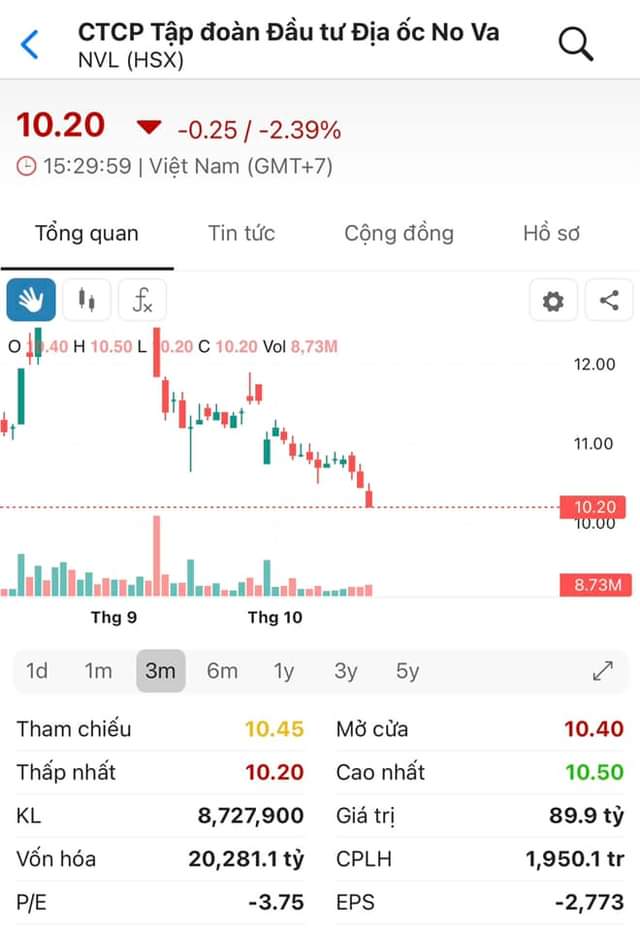 CTCP Tập đoàn Đầu tư Địa ốc No Va
NVL (HSX)
10.20 -0.25 / -2.39%
15:29:59 | Việt Nam (GMT+7)
Tổng quan Tin tức Cộng đồng Hồ sơ
fx
O 10.40 H 10.50 L 10.20 C 10.20 Vol 8,73M
12.00
11.00
10.20
10.00
8.73M
Thg 9 Thg 10
1d 1m 3m 6m 1y 3y 5y
Tham chiếu 10.45 Mở cửa 10.40
Thấp nhất 10.20 Cao nhất 10.50
KL 8,727,900 Giá trị 89.9 tỷ
Vốn hóa 20,281.1 tỷ CPLH 1,950.1 tr
P/E -3.75 EPS -2,773